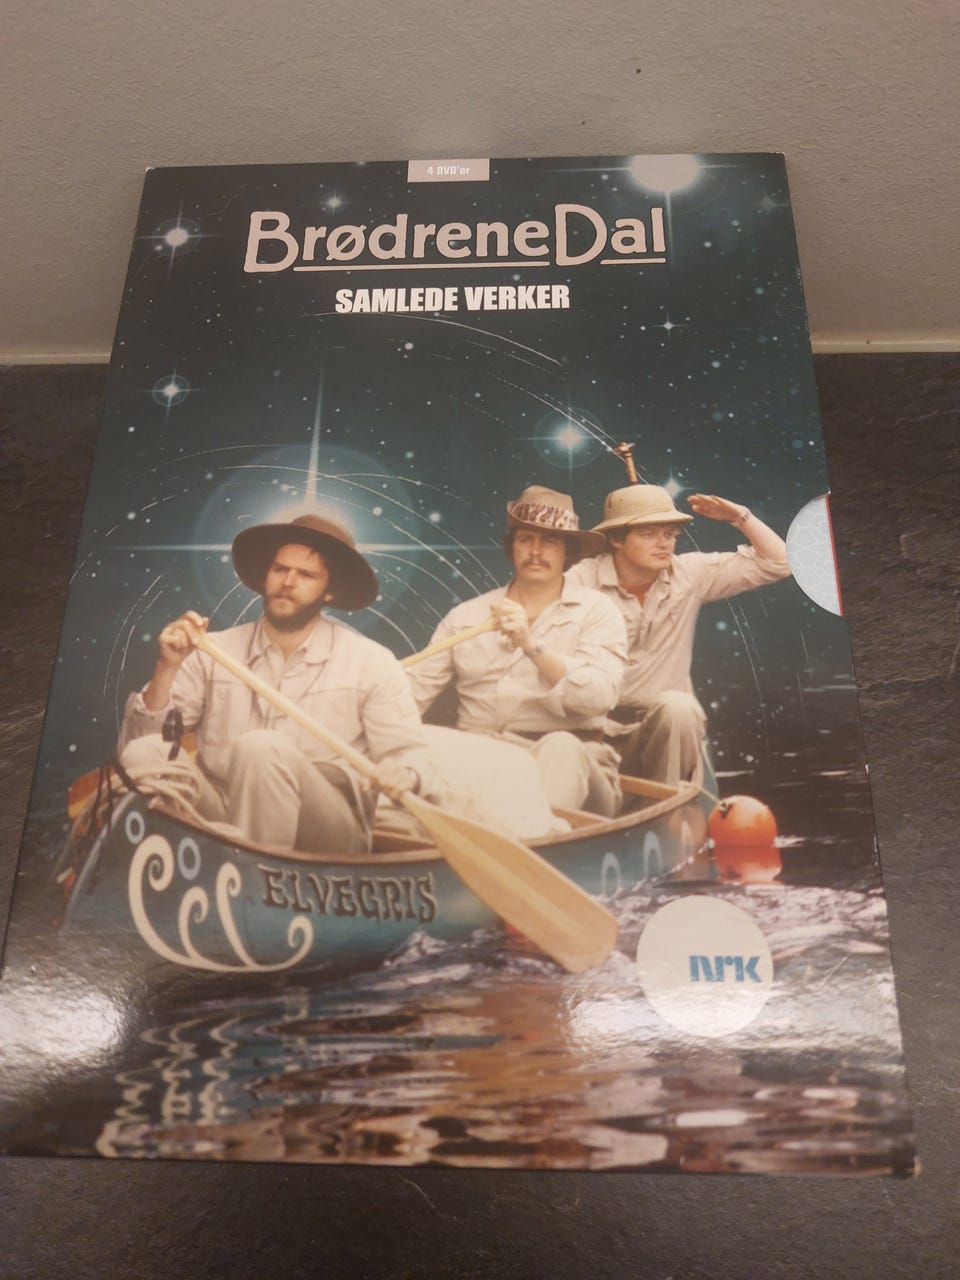 4 DVD'er
BrødreneDal
SAMLEDE VERKER
ELVEGRIS
NRK